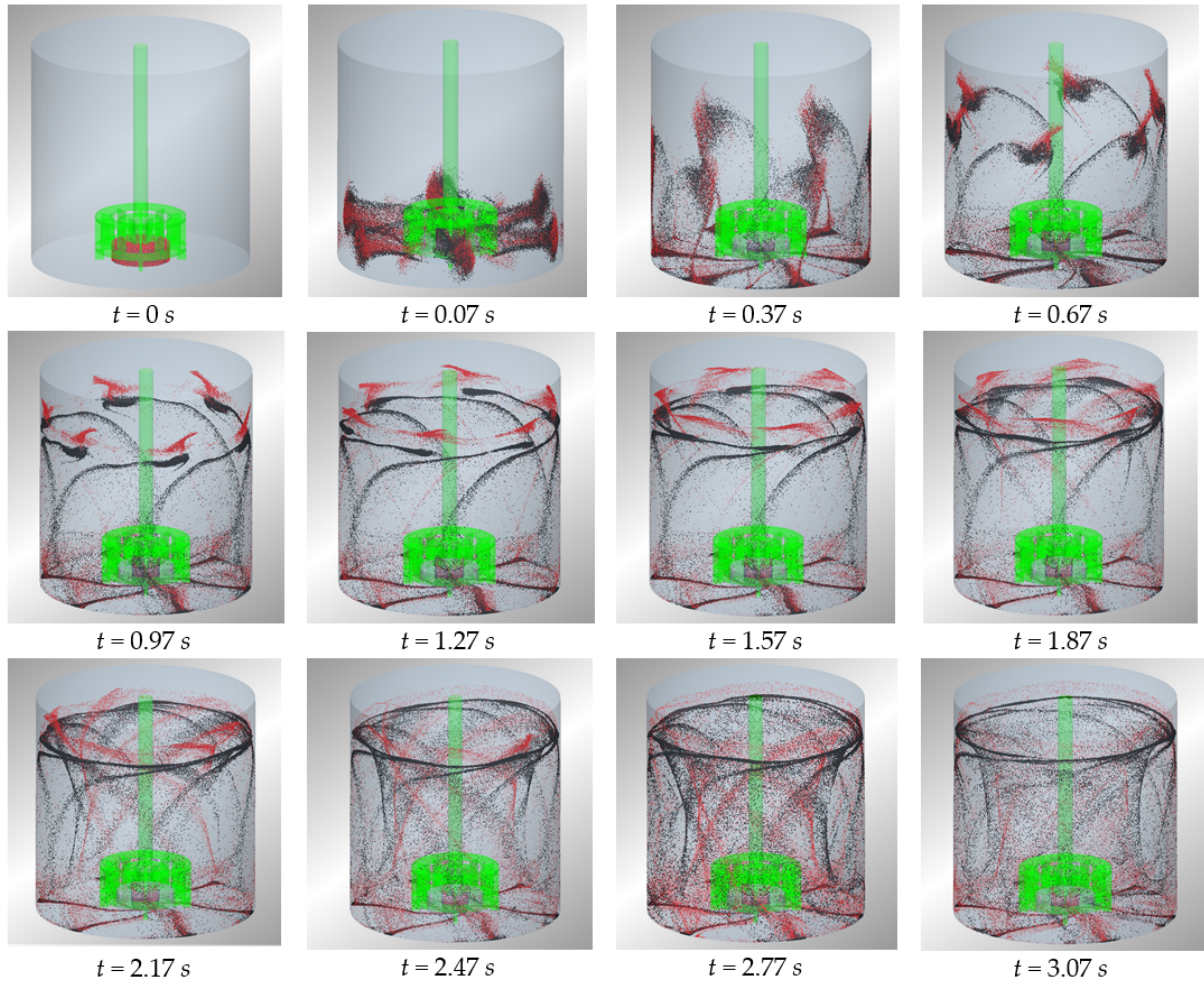 t = 0 s
t = 0.07 s
t = 0.37 s
t = 0.67 s
t = 0.97 s
t = 1.27 s
t = 1.57 s
t = 1.87 s
t = 2.17 s
t = 2.47 s
t = 2.77 s
t = 3.07 s